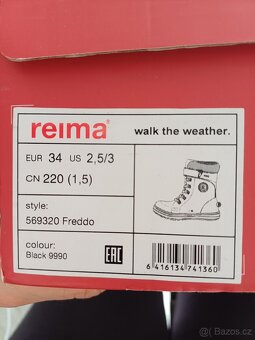 reima®
walk the weather.
EUR 34 US 2,5/3
CN 220 (1,5)
style:
569320 Freddo
colour:
Black 9990
EAC
6 416134 741360
© Bazoš.cz